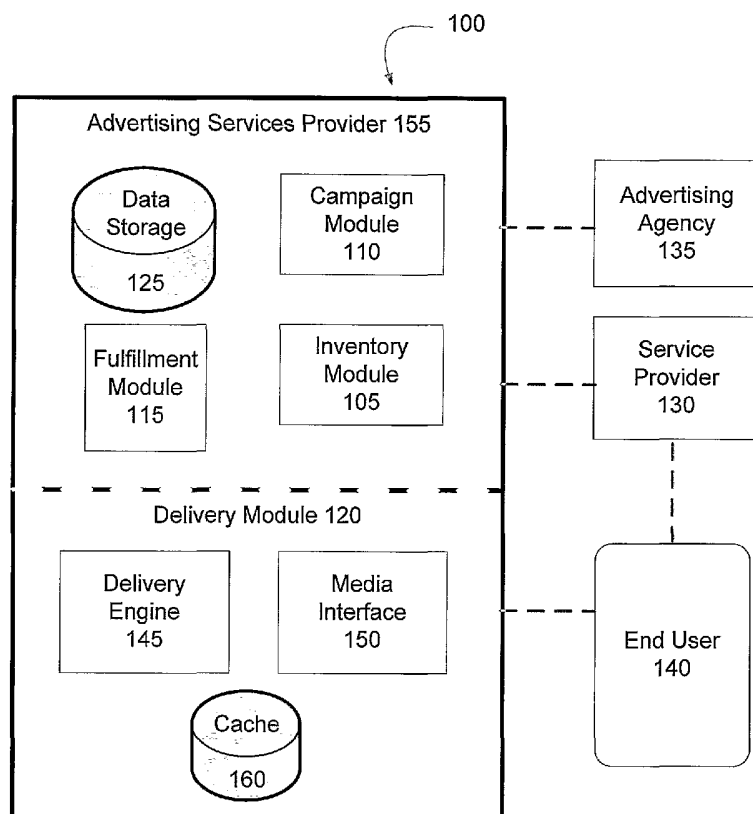 100
Advertising Services Provider 155
Data
Storage
125
Campaign
Module
110
Advertising
Agency
135
Fulfillment
Module
115
Inventory
Module
105
Service
Provider
130
Delivery Module 120
Delivery
Engine
145
Media
Interface
150
End User
140
Cache
160